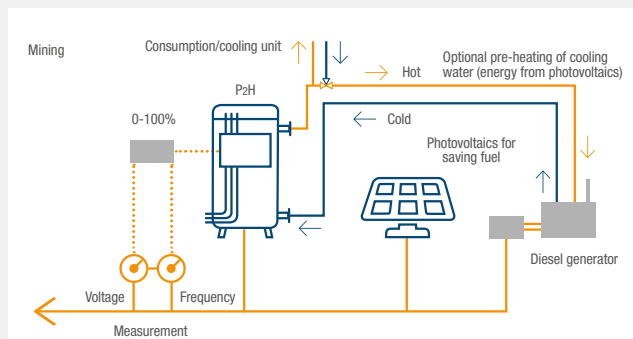 Mining
Consumption/cooling unit
Hot
Optional pre-heating of cooling
water (energy from photovoltaics)
P2H
0-100%
Cold
Photovoltaics for
saving fuel
Diesel generator
Voltage
Frequency
Measurement